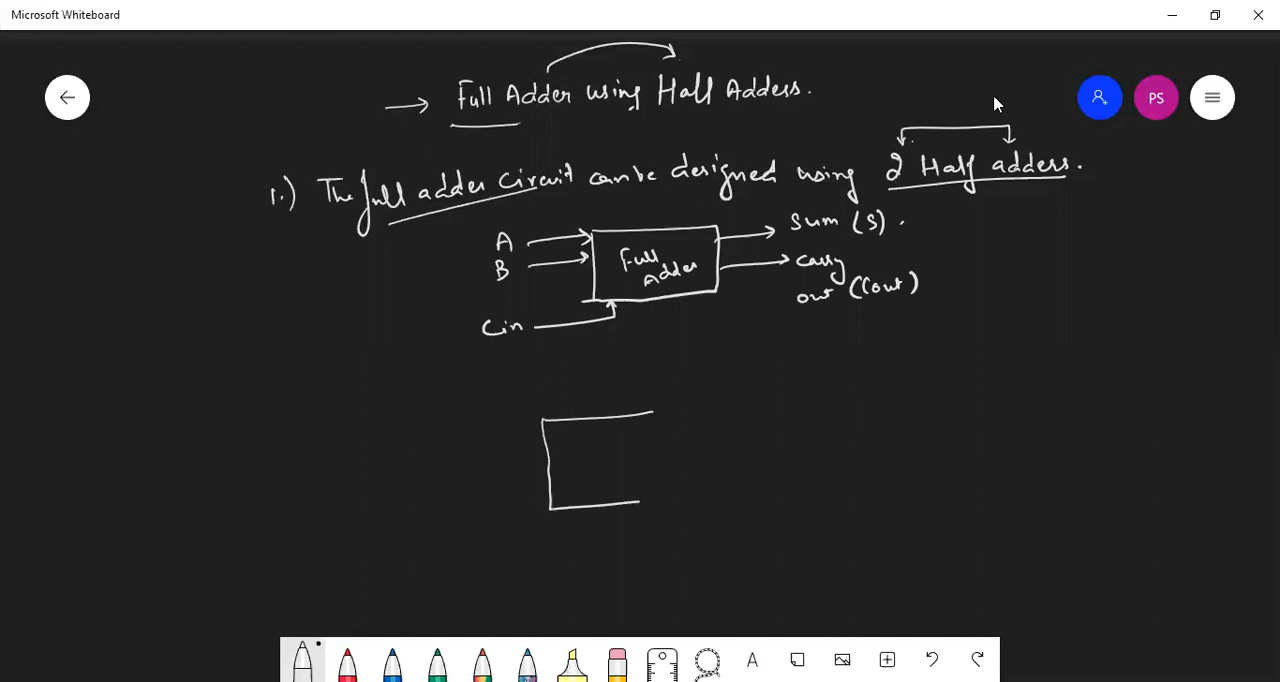 Microsoft Whiteboard
Full Adder using Half Adders.
PS
1.) The full adder circuit can be designed using 2 Half adders.
A
B
Cin
Full
Adder
Sum (S).
carry
out (Cout)
A